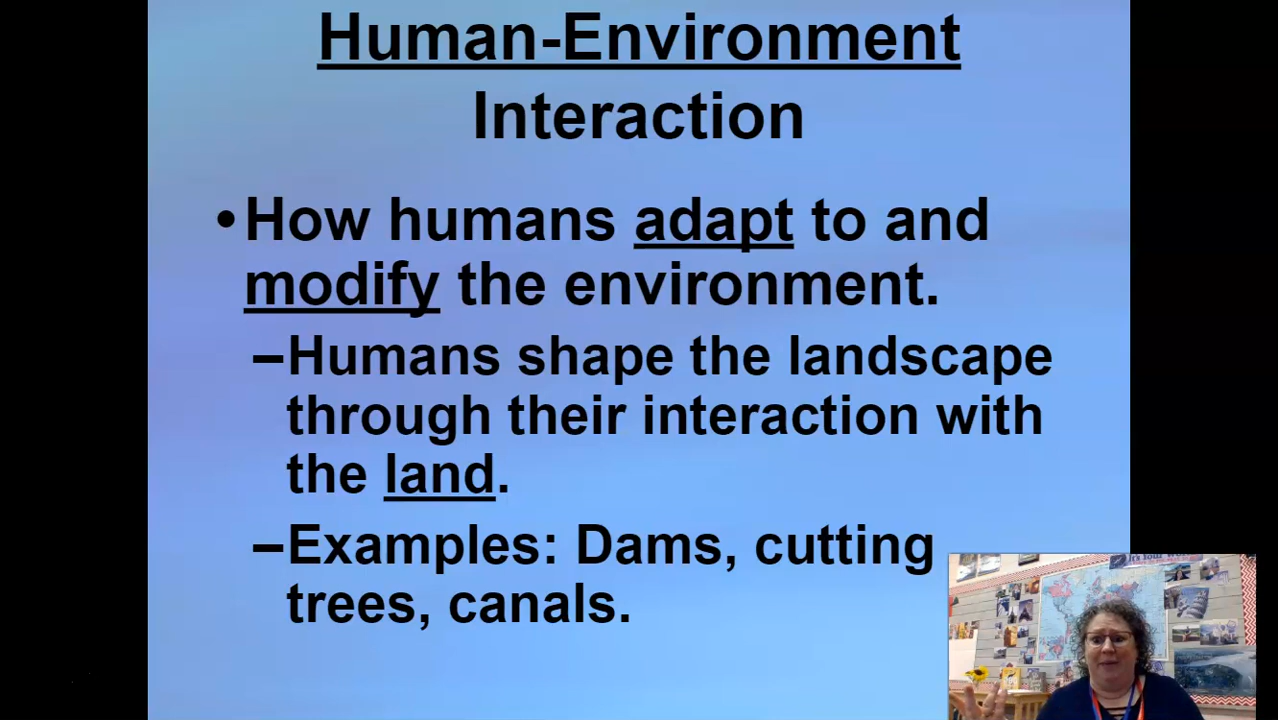 Human-Environment
Interaction
•How humans adapt to and
modify the environment.
–Humans shape the landscape
through their interaction with
the land.
–Examples: Dams, cutting
trees, canals.